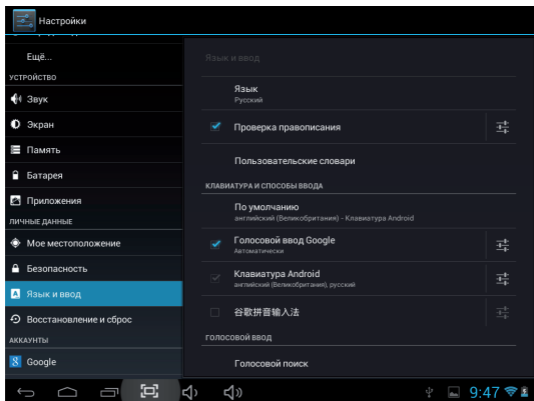 Настройки
Ещё...
УСТРОЙСТВО
Звук
Экран
Память
Батарея
Приложения
ЛИЧНЫЕ ДАННЫЕ
Мое местоположение
Безопасность
Язык и ввод
Восстановление и сброс
АККАУНТЫ
Google
Язык и ввод
Язык
Русский
Проверка правописания
Пользовательские словари
КЛАВИАТУРА И СПОСОБЫ ВВОДА
По умолчанию
английский (Великобритания) - Клавиатура Android
Голосовой ввод Google
Автоматически
Клавиатура Android
английский (Великобритания), русский
谷歌拼音输入法
ГОЛОСОВОЙ ВВОД
Голосовой поиск
9:47